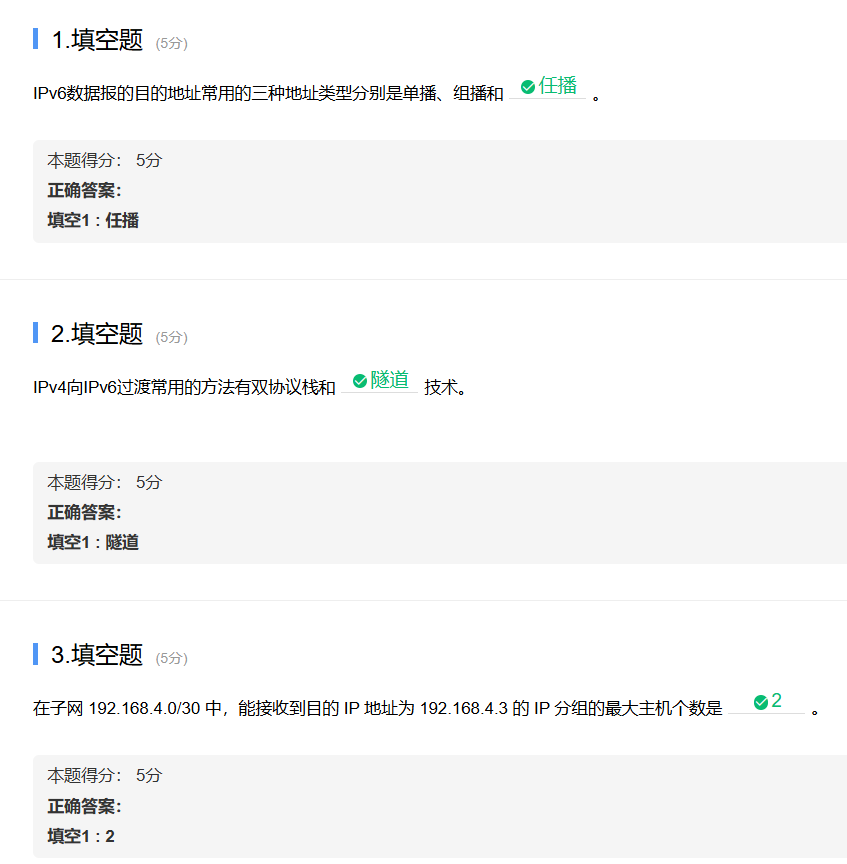 1.填空题 (5分)
IPv6数据报的目的地址常用的三种地址类型分别是单播、组播和 任播 。
本题得分： 5分
正确答案：
填空1：任播
2.填空题 (5分)
IPv4向IPv6过渡常用的方法有双协议栈和 隧道 技术。
本题得分： 5分
正确答案：
填空1：隧道
3.填空题 (5分)
在子网 192.168.4.0/30 中，能接收到目的 IP 地址为 192.168.4.3 的 IP 分组的最大主机个数是 2 。
本题得分： 5分
正确答案：
填空1：2